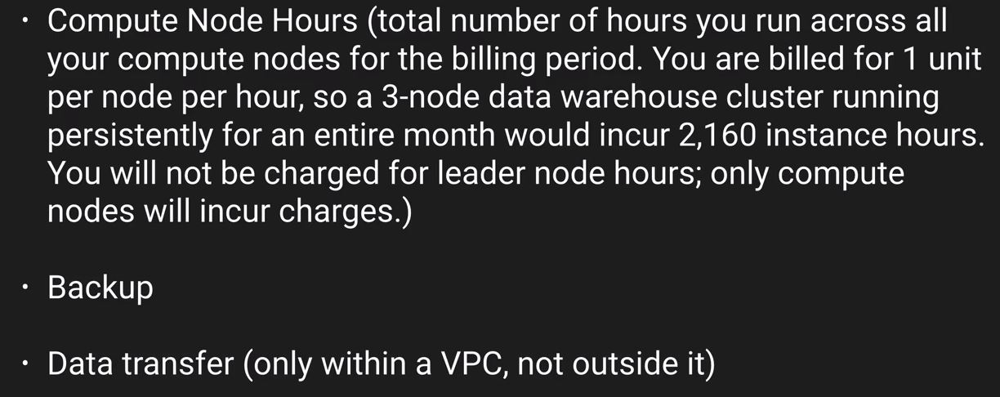 · Compute Node Hours (total number of hours you run across all
your compute nodes for the billing period. You are billed for 1 unit
per node per hour, so a 3-node data warehouse cluster running
persistently for an entire month would incur 2,160 instance hours.
You will not be charged for leader node hours; only compute
nodes will incur charges.)
· Backup
· Data transfer (only within a VPC, not outside it)